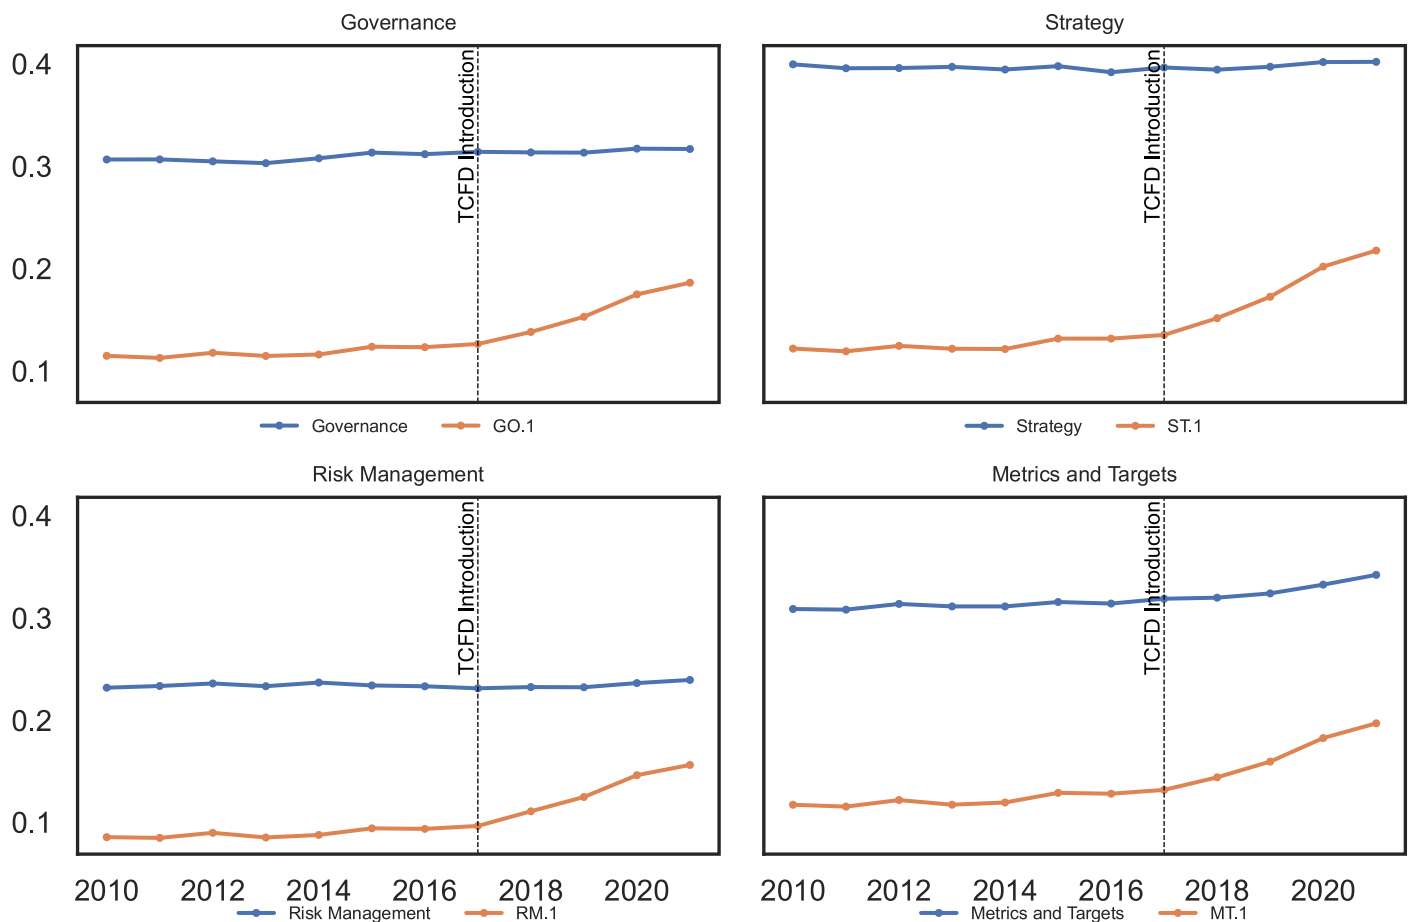 Governance
Strategy
0.4
0.3
0.2
0.1
TCFD Introduction
TCFD Introduction
Governance GO.1
Strategy ST.1
Risk Management
Metrics and Targets
0.4
0.3
0.2
0.1
TCFD Introduction
TCFD Introduction
2010 2012 2014 2016 2018 2020
2010 2012 2014 2016 2018 2020
Risk Management RM.1
Metrics and Targets MT.1